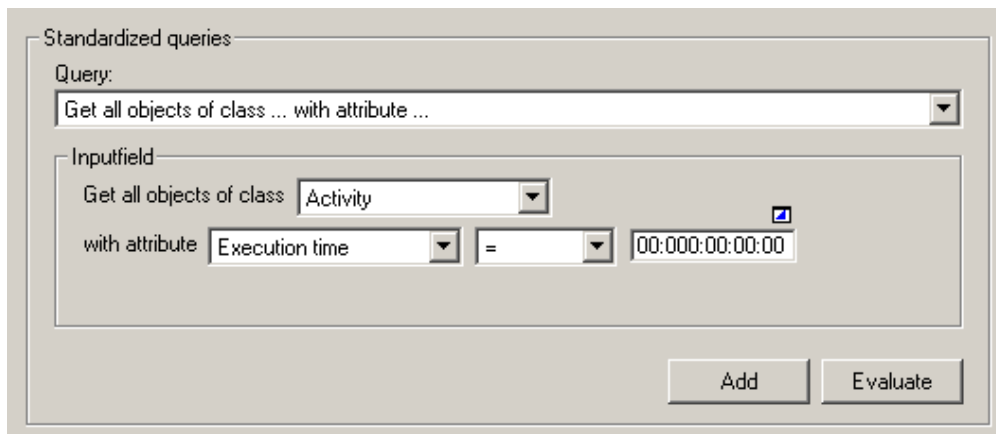 Standardized queries
Query:
Get all objects of class ... with attribute ...
Inputfield
Get all objects of class Activity
with attribute Execution time = 00:000:00:00:00
Add Evaluate